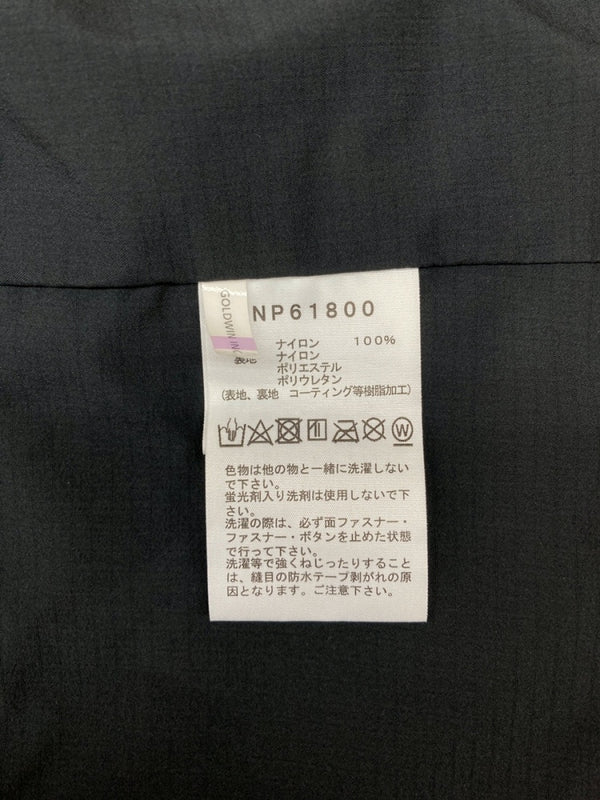 GOLDWIN INC
NP61800
表地 ナイロン 100%
ナイロン
ポリエステル
ポリウレタン
(表地、裏地 コーティング等樹脂加工)
W
色物は他の物と一緒に洗濯しない
で下さい。
蛍光剤入り洗剤は使用しないで下
さい。
洗濯の際は、必ず面ファスナー・
ファスナー・ボタンを止めた状態
で行って下さい。
洗濯等で強くねじったりすること
は、縫目の防水テープ剥がれの原
因となります。ご注意下さい。